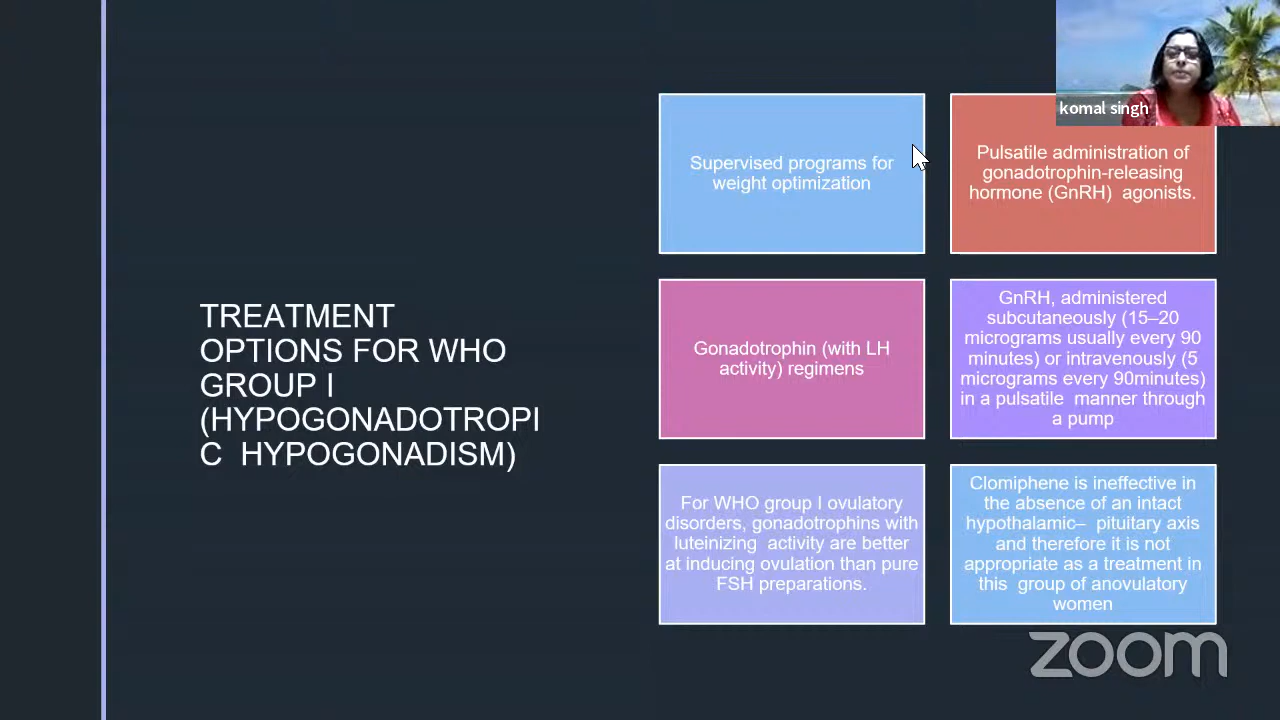 komal singh
TREATMENT
OPTIONS FOR WHO
GROUP I
(HYPOGONADOTROPI
C HYPOGONADISM)
Supervised programs for
weight optimization
Pulsatile administration of
gonadotrophin-releasing
hormone (GnRH) agonists.
Gonadotrophin (with LH
activity) regimens
GnRH, administered
subcutaneously (15–20
micrograms usually every 90
minutes) or intravenously (5
micrograms every 90minutes)
in a pulsatile manner through
a pump
For WHO group I ovulatory
disorders, gonadotrophins with
luteinizing activity are better
at inducing ovulation than pure
FSH preparations.
Clomiphene is ineffective in
the absence of an intact
hypothalamic– pituitary axis
and therefore it is not
appropriate as a treatment in
this group of anovulatory
women
zoom